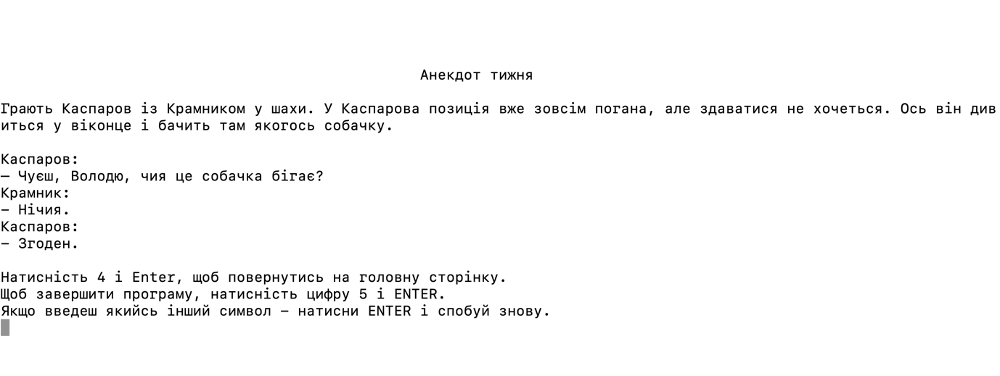 Анекдот тижня
Грають Каспаров із Крамником у шахи. У Каспарова позиція вже зовсім погана, але здаватися не хочеться. Ось він див
иться у віконце і бачить там якогось собачку.
Каспаров:
— Чуєш, Володю, чия це собачка бігає?
Крамник:
– Нічия.
Каспаров:
– Згоден.
Натисність 4 і Enter, щоб повернутись на головну сторінку.
Щоб завершити програму, натисність цифру 5 і ENTER.
Якщо введеш якийсь інший символ – натисни ENTER і спобуй знову.